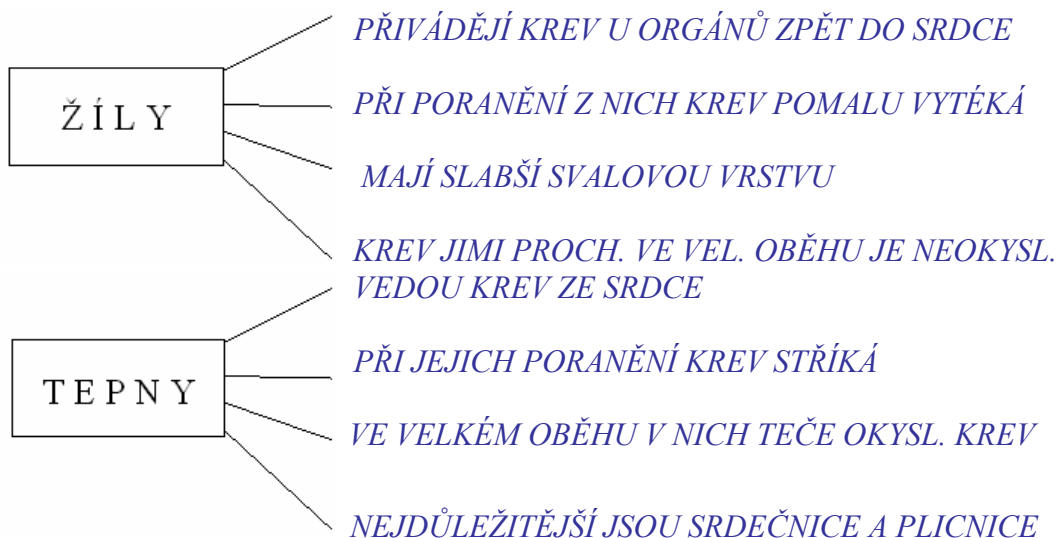 PŘIVÁDĚJÍ KREV U ORGÁNŮ ZPĚT DO SRDCE
ŽÍLY
PŘI PORANĚNÍ Z NICH KREV POMALU VYTÉKÁ
MAJÍ SLABŠÍ SVALOVOU VRSTVU
KREV JIMI PROCH. VE VEL. OBĚHU JE NEOKYSL.
VEDOU KREV ZE SRDCE
PŘI JEJICH PORANĚNÍ KREV STŘÍKÁ
TEPNY
VE VELKÉM OBĚHU V NICH TEČE OKYSL. KREV
NEJDŮLEŽITĚJŠÍ JSOU SRDEČNICE A PLICNICE